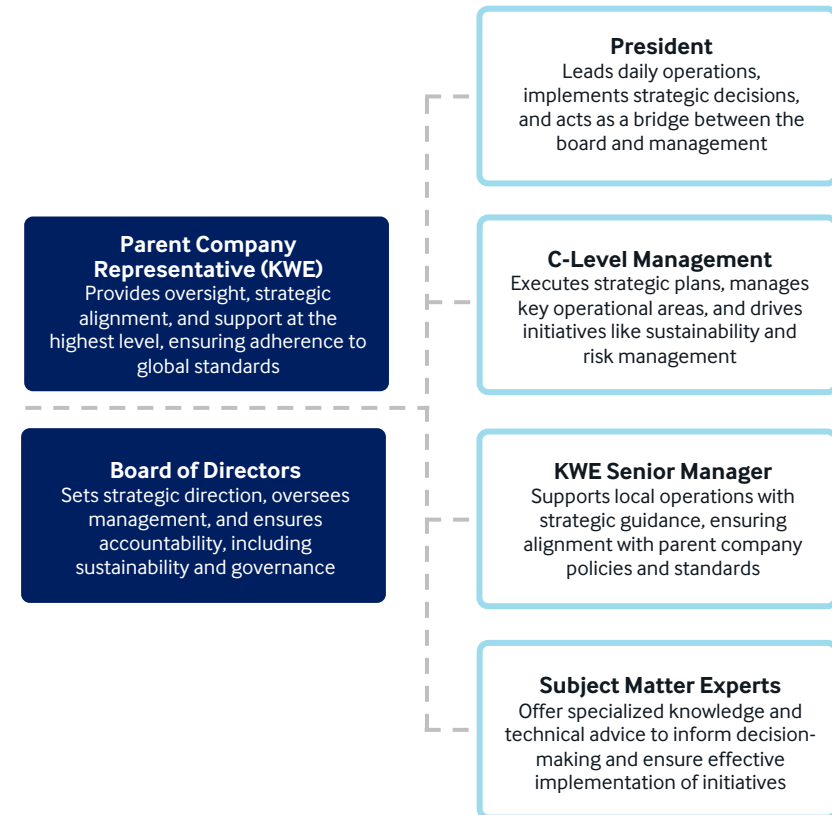 President
Leads daily operations,
implements strategic decisions,
and acts as a bridge between the
board and management
Parent Company
Representative (KWE)
Provides oversight, strategic
alignment, and support at the
highest level, ensuring adherence to
global standards
C-Level Management
Executes strategic plans, manages
key operational areas, and drives
initiatives like sustainability and
risk management
Board of Directors
Sets strategic direction, oversees
management, and ensures
accountability, including
sustainability and governance
KWE Senior Manager
Supports local operations with
strategic guidance, ensuring
alignment with parent company
policies and standards
Subject Matter Experts
Offer specialized knowledge and
technical advice to inform decision-
making and ensure effective
implementation of initiatives